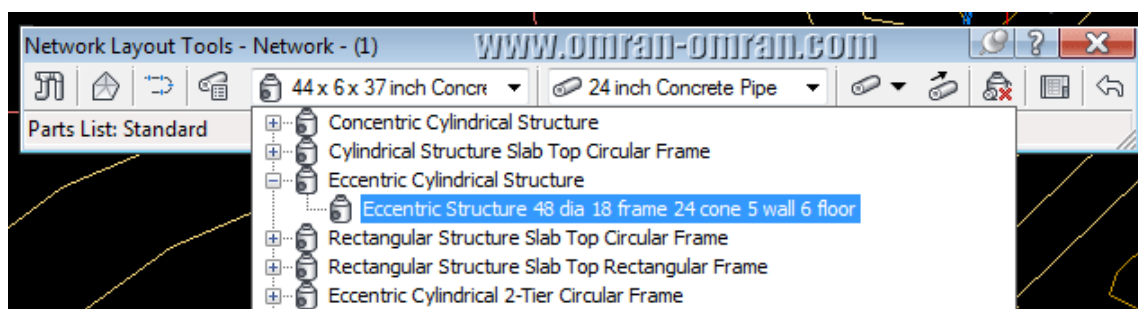 Network Layout Tools - Network - (1)
www.omran-omran.com
44 x 6 x 37 inch Concre
24 inch Concrete Pipe
Parts List: Standard
Concentric Cylindrical Structure
Cylindrical Structure Slab Top Circular Frame
Eccentric Cylindrical Structure
Eccentric Structure 48 dia 18 frame 24 cone 5 wall 6 floor
Rectangular Structure Slab Top Circular Frame
Rectangular Structure Slab Top Rectangular Frame
Eccentric Cylindrical 2-Tier Circular Frame